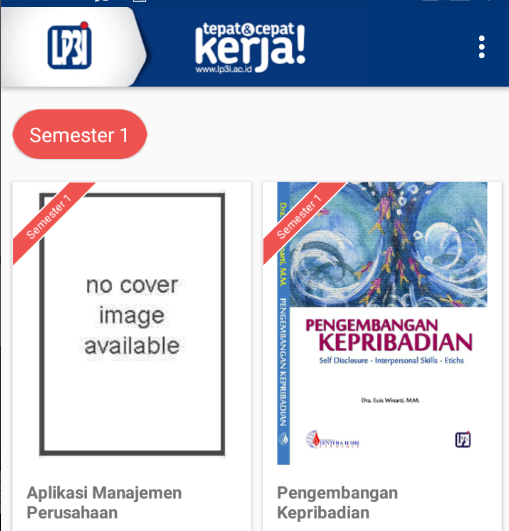 LP3I
tepat&cepat
kerja!
www.lp3i.ac.id
Semester 1
Semester 1
no cover
image
available
Aplikasi Manajemen
Perusahaan
Semester 1
PENGEMBANGAN KEPRIBADIAN
PENGEMBANGAN
KEPRIBADIAN
Self Disclosure - Interpersonal Skills - Etichs
Dra. Euis Winarti, M.M.
LP3I
Pengembangan
Kepribadian